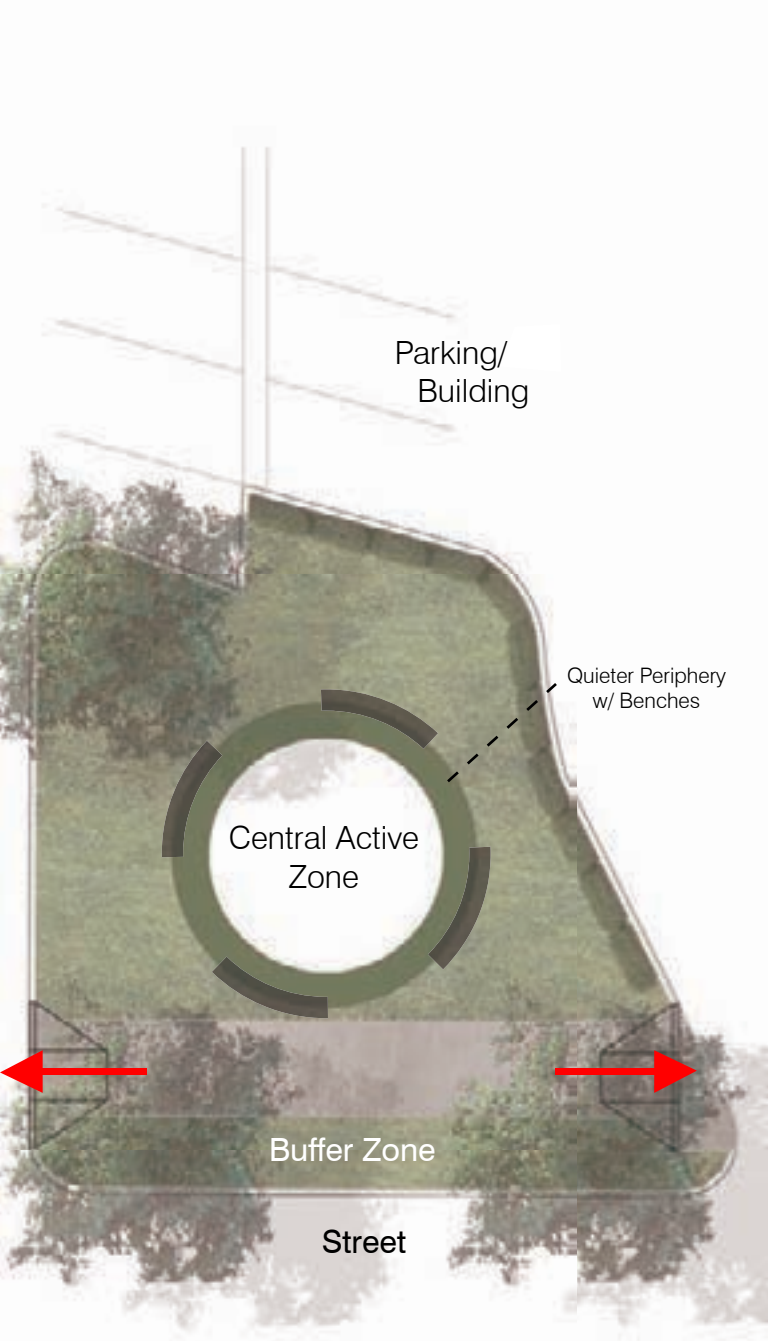 Parking/
Building
Quieter Periphery
w/ Benches
Central Active
Zone
Buffer Zone
Street